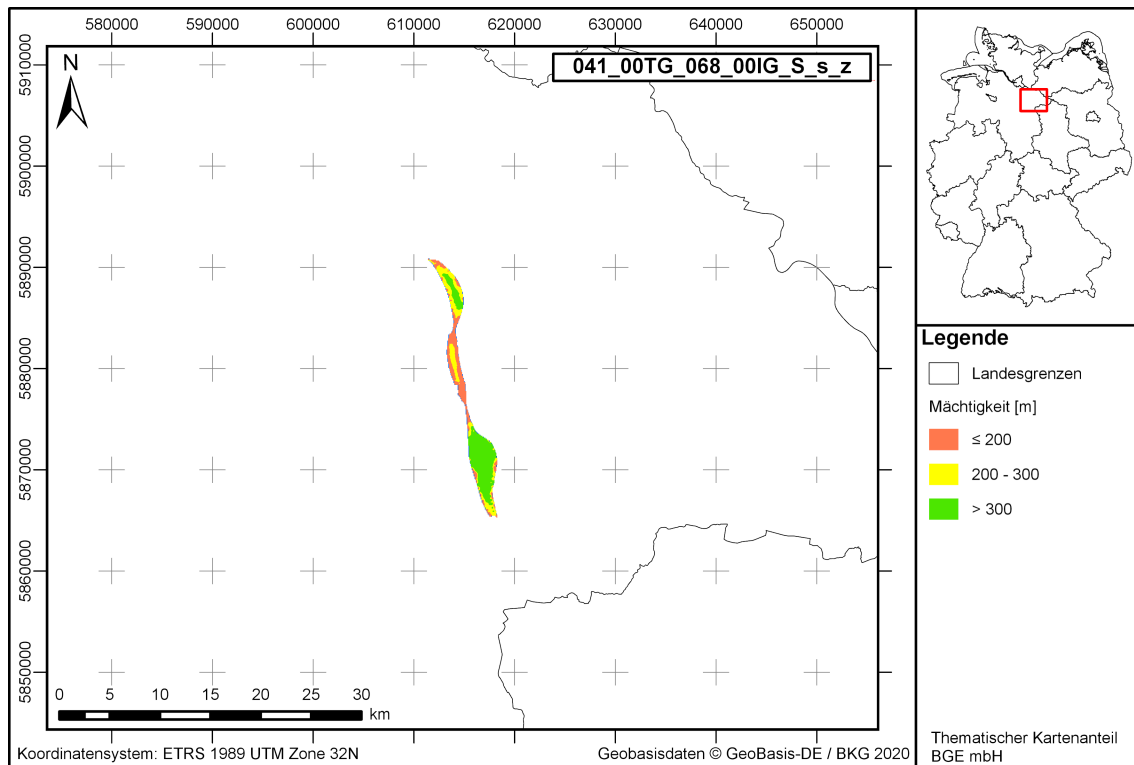 580000 590000 600000 610000 620000 630000 640000 650000
041_00TG_068_00IG_S_s_z
N
5910000
5900000
5890000
5880000
5870000
5860000
5850000
0 5 10 15 20 25 30
km
Koordinatensystem: ETRS 1989 UTM Zone 32N
Geobasisdaten © GeoBasis-DE / BKG 2020
Legende
Landesgrenzen
Mächtigkeit [m]
≤ 200
200 - 300
> 300
Thematischer Kartenanteil
BGE mbH